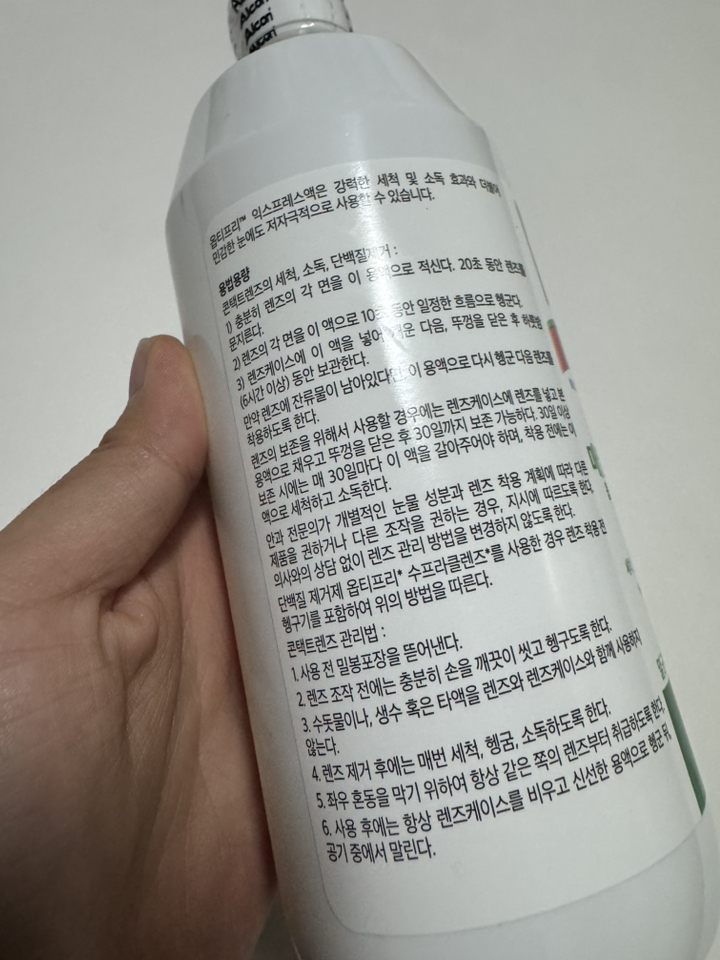 Alcon
Alcon
Alcon
옵티프리™ 익스프레스액은 강력한 세척 및 소독 효과와 더불어
민감한 눈에도 저자극적으로 사용할 수 있습니다.
용법용량
콘택트렌즈의 세척, 소독, 단백질제거 :
1) 충분히 렌즈의 각 면을 이 용액으로 적신다. 20초 동안 렌즈를
문지른다.
2) 렌즈의 각 면을 이 액으로 10초 동안 일정한 흐름으로 헹군다.
3) 렌즈케이스에 이 액을 넣어 채운 다음, 뚜껑을 닫은 후 하룻밤
(6시간 이상) 동안 보관한다.
만약 렌즈에 잔류물이 남아있다면, 이 용액으로 다시 헹군 다음 렌즈를
착용하도록 한다.
렌즈의 보존을 위해서 사용할 경우에는 렌즈케이스에 렌즈를 넣고 본
용액으로 채우고 뚜껑을 닫은 후 30일까지 보존 가능하다. 30일 이상
보존 시에는 매 30일마다 이 액을 갈아주어야 하며, 착용 전에는 이
액으로 세척하고 소독한다.
안과 전문의가 개별적인 눈물 성분과 렌즈 착용 계획에 따라 다른
제품을 권하거나 다른 조작을 권하는 경우, 지시에 따르도록 한다.
의사와의 상담 없이 렌즈 관리 방법을 변경하지 않도록 한다.
단백질 제거제 옵티프리* 수프라클렌즈*를 사용한 경우 렌즈 착용 전
헹구기를 포함하여 위의 방법을 따른다.
콘택트렌즈 관리법 :
1. 사용 전 밀봉포장을 뜯어낸다.
2. 렌즈 조작 전에는 충분히 손을 깨끗이 씻고 헹구도록 한다.
3. 수돗물이나, 생수 혹은 타액을 렌즈와 렌즈케이스와 함께 사용하지
않는다.
4. 렌즈 제거 후에는 매번 세척, 헹굼, 소독하도록 한다.
5. 좌우 혼동을 막기 위하여 항상 같은 쪽의 렌즈부터 취급하도록 한다.
6. 사용 후에는 항상 렌즈케이스를 비우고 신선한 용액으로 헹군 뒤,
공기 중에서 말린다.